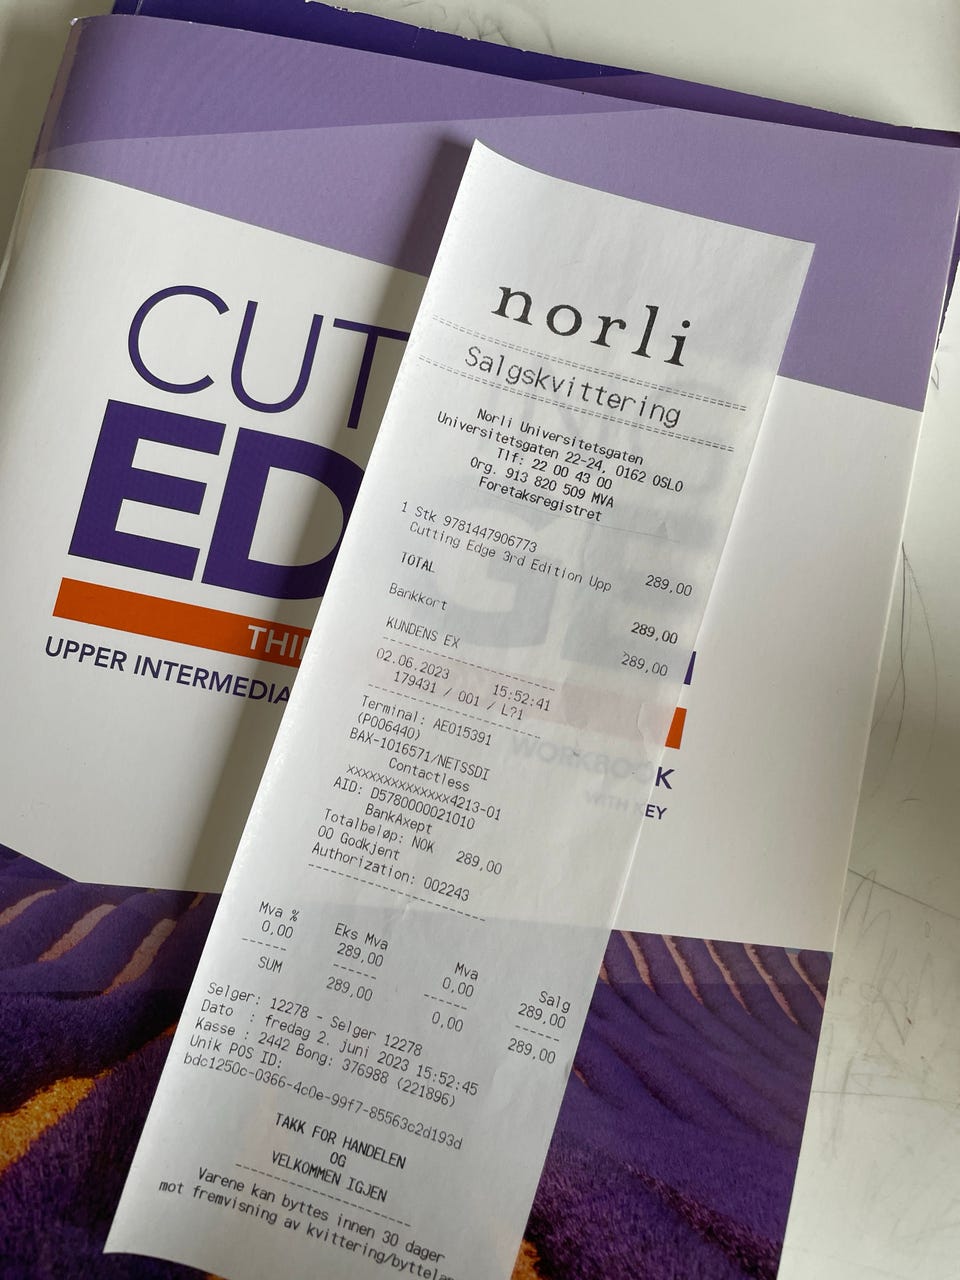 CUT
ED
THI
UPPER INTERMEDIA
WORKBOOK
WITH KEY
norli
Salgskvittering
Norli Universitetsgaten
Universitetsgaten 22-24, 0162 OSLO
Tlf: 22 00 43 00
Org. 913 820 509 MVA
Foretaksregistret
1 Stk 9781447906773
Cutting Edge 3rd Edition Upp 289,00
TOTAL 289,00
Bankkort 289,00
KUNDENS EX
02.06.2023 15:52:41
179431 / 001 / L?1
Terminal: AE015391
(P006440)
BAX-1016571/NETSSDI
Contactless
xxxxxxxxxxxxxx4213-01
AID: D5780000021010
BankAxept
Totalbeløp: NOK 289,00
00 Godkjent
Authorization: 002243
Mva % Eks Mva Mva Salg
0,00 289,00 0,00 289,00
SUM 289,00 0,00 289,00
Selger: 12278 - Selger 12278
Dato : fredag 2. juni 2023 15:52:45
Kasse : 2442 Bong: 376988 (221896)
Unik POS ID:
bdc1250c-0366-4c0e-99f7-85563c2d193d
TAKK FOR HANDELEN
OG
VELKOMMEN IGJEN
Varene kan byttes innen 30 dager
mot fremvisning av kvittering/byttelap